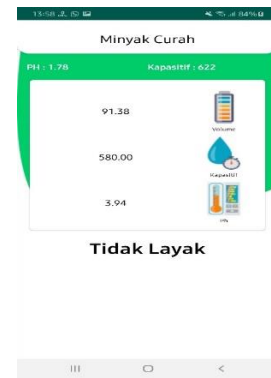 13:58
84%
Minyak Curah
PH : 1.78 Kapasitif : 622
91.38
Volume
580.00
Kapasitif
3.94
Ph
Tidak Layak